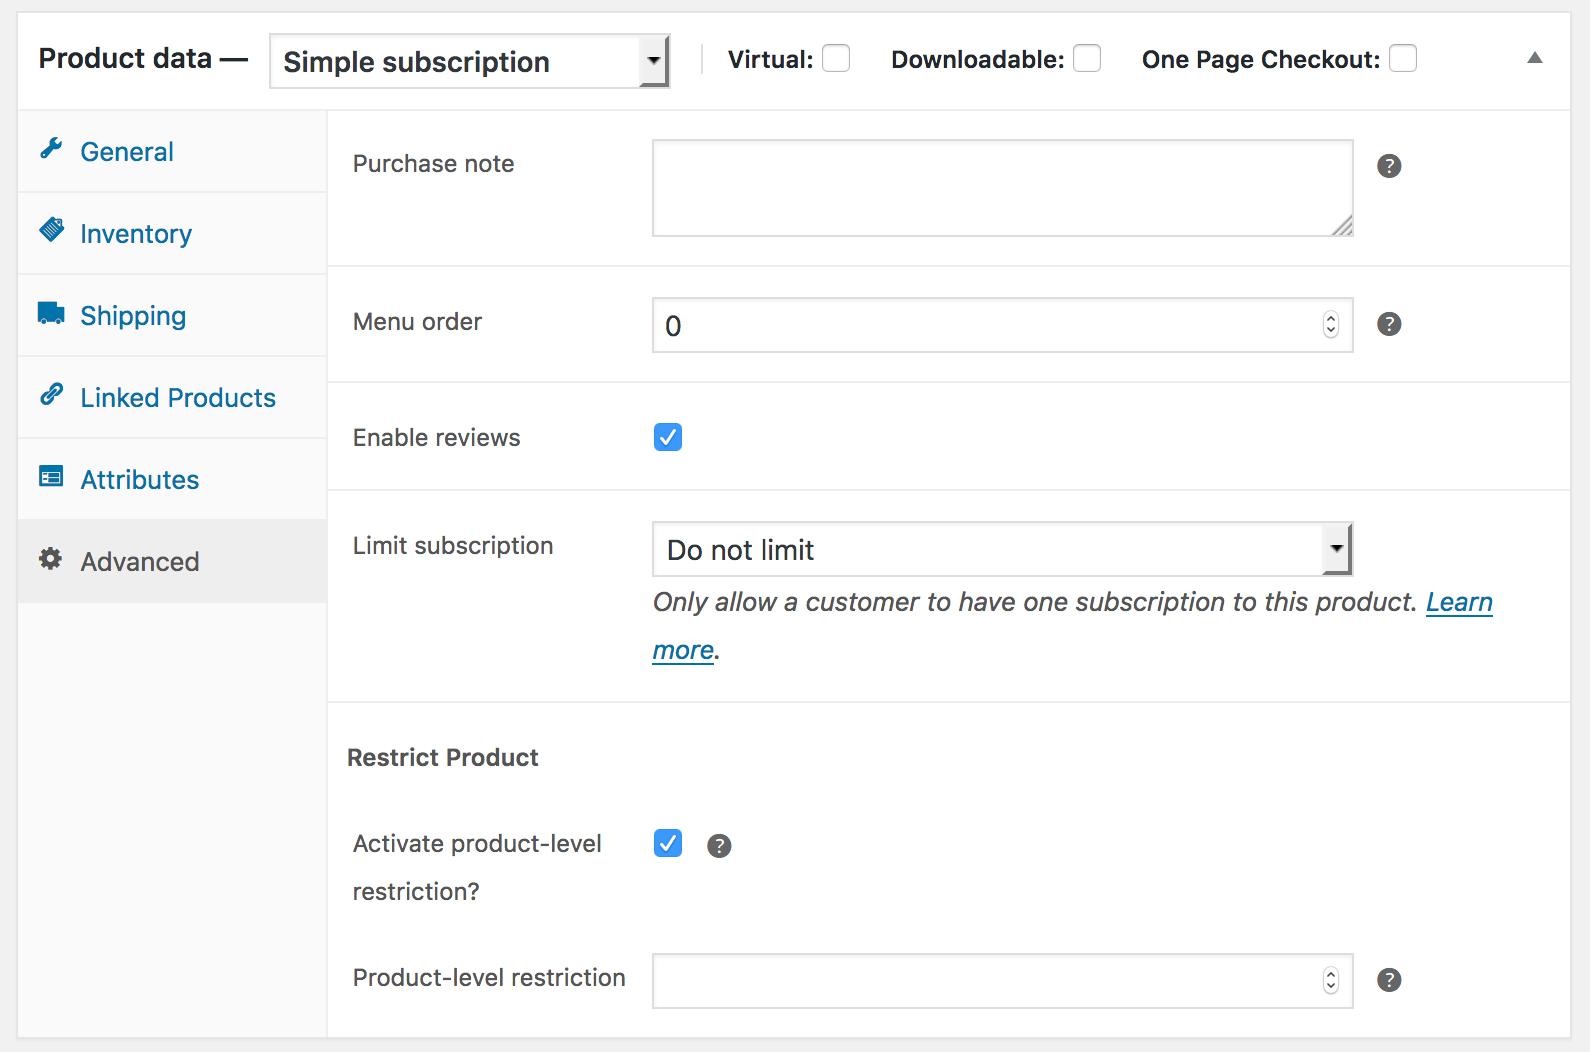 Product data — Simple subscription Virtual: Downloadable: One Page Checkout:
General
Inventory
Shipping
Linked Products
Attributes
Advanced
Purchase note
Menu order 0
Enable reviews
Limit subscription Do not limit
Only allow a customer to have one subscription to this product. Learn
more.
Restrict Product
Activate product-level
restriction?
Product-level restriction